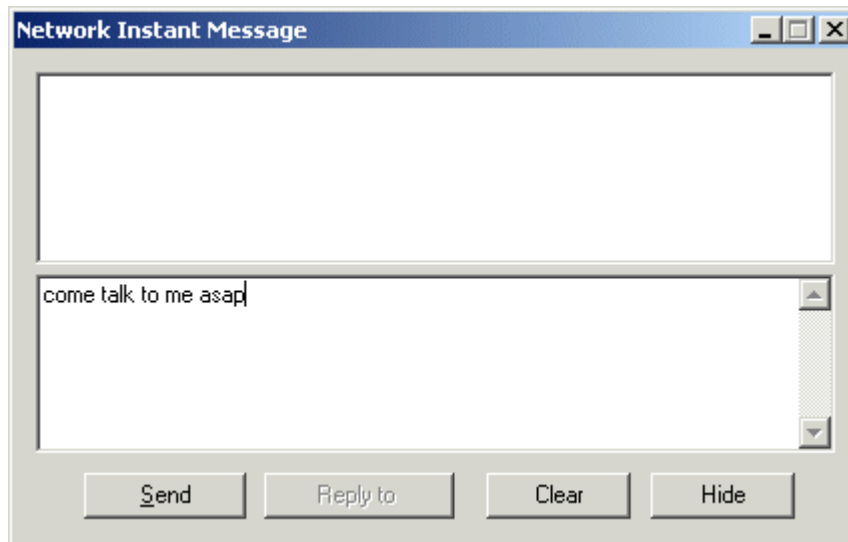 Network Instant Message
come talk to me asap
Send Reply to Clear Hide